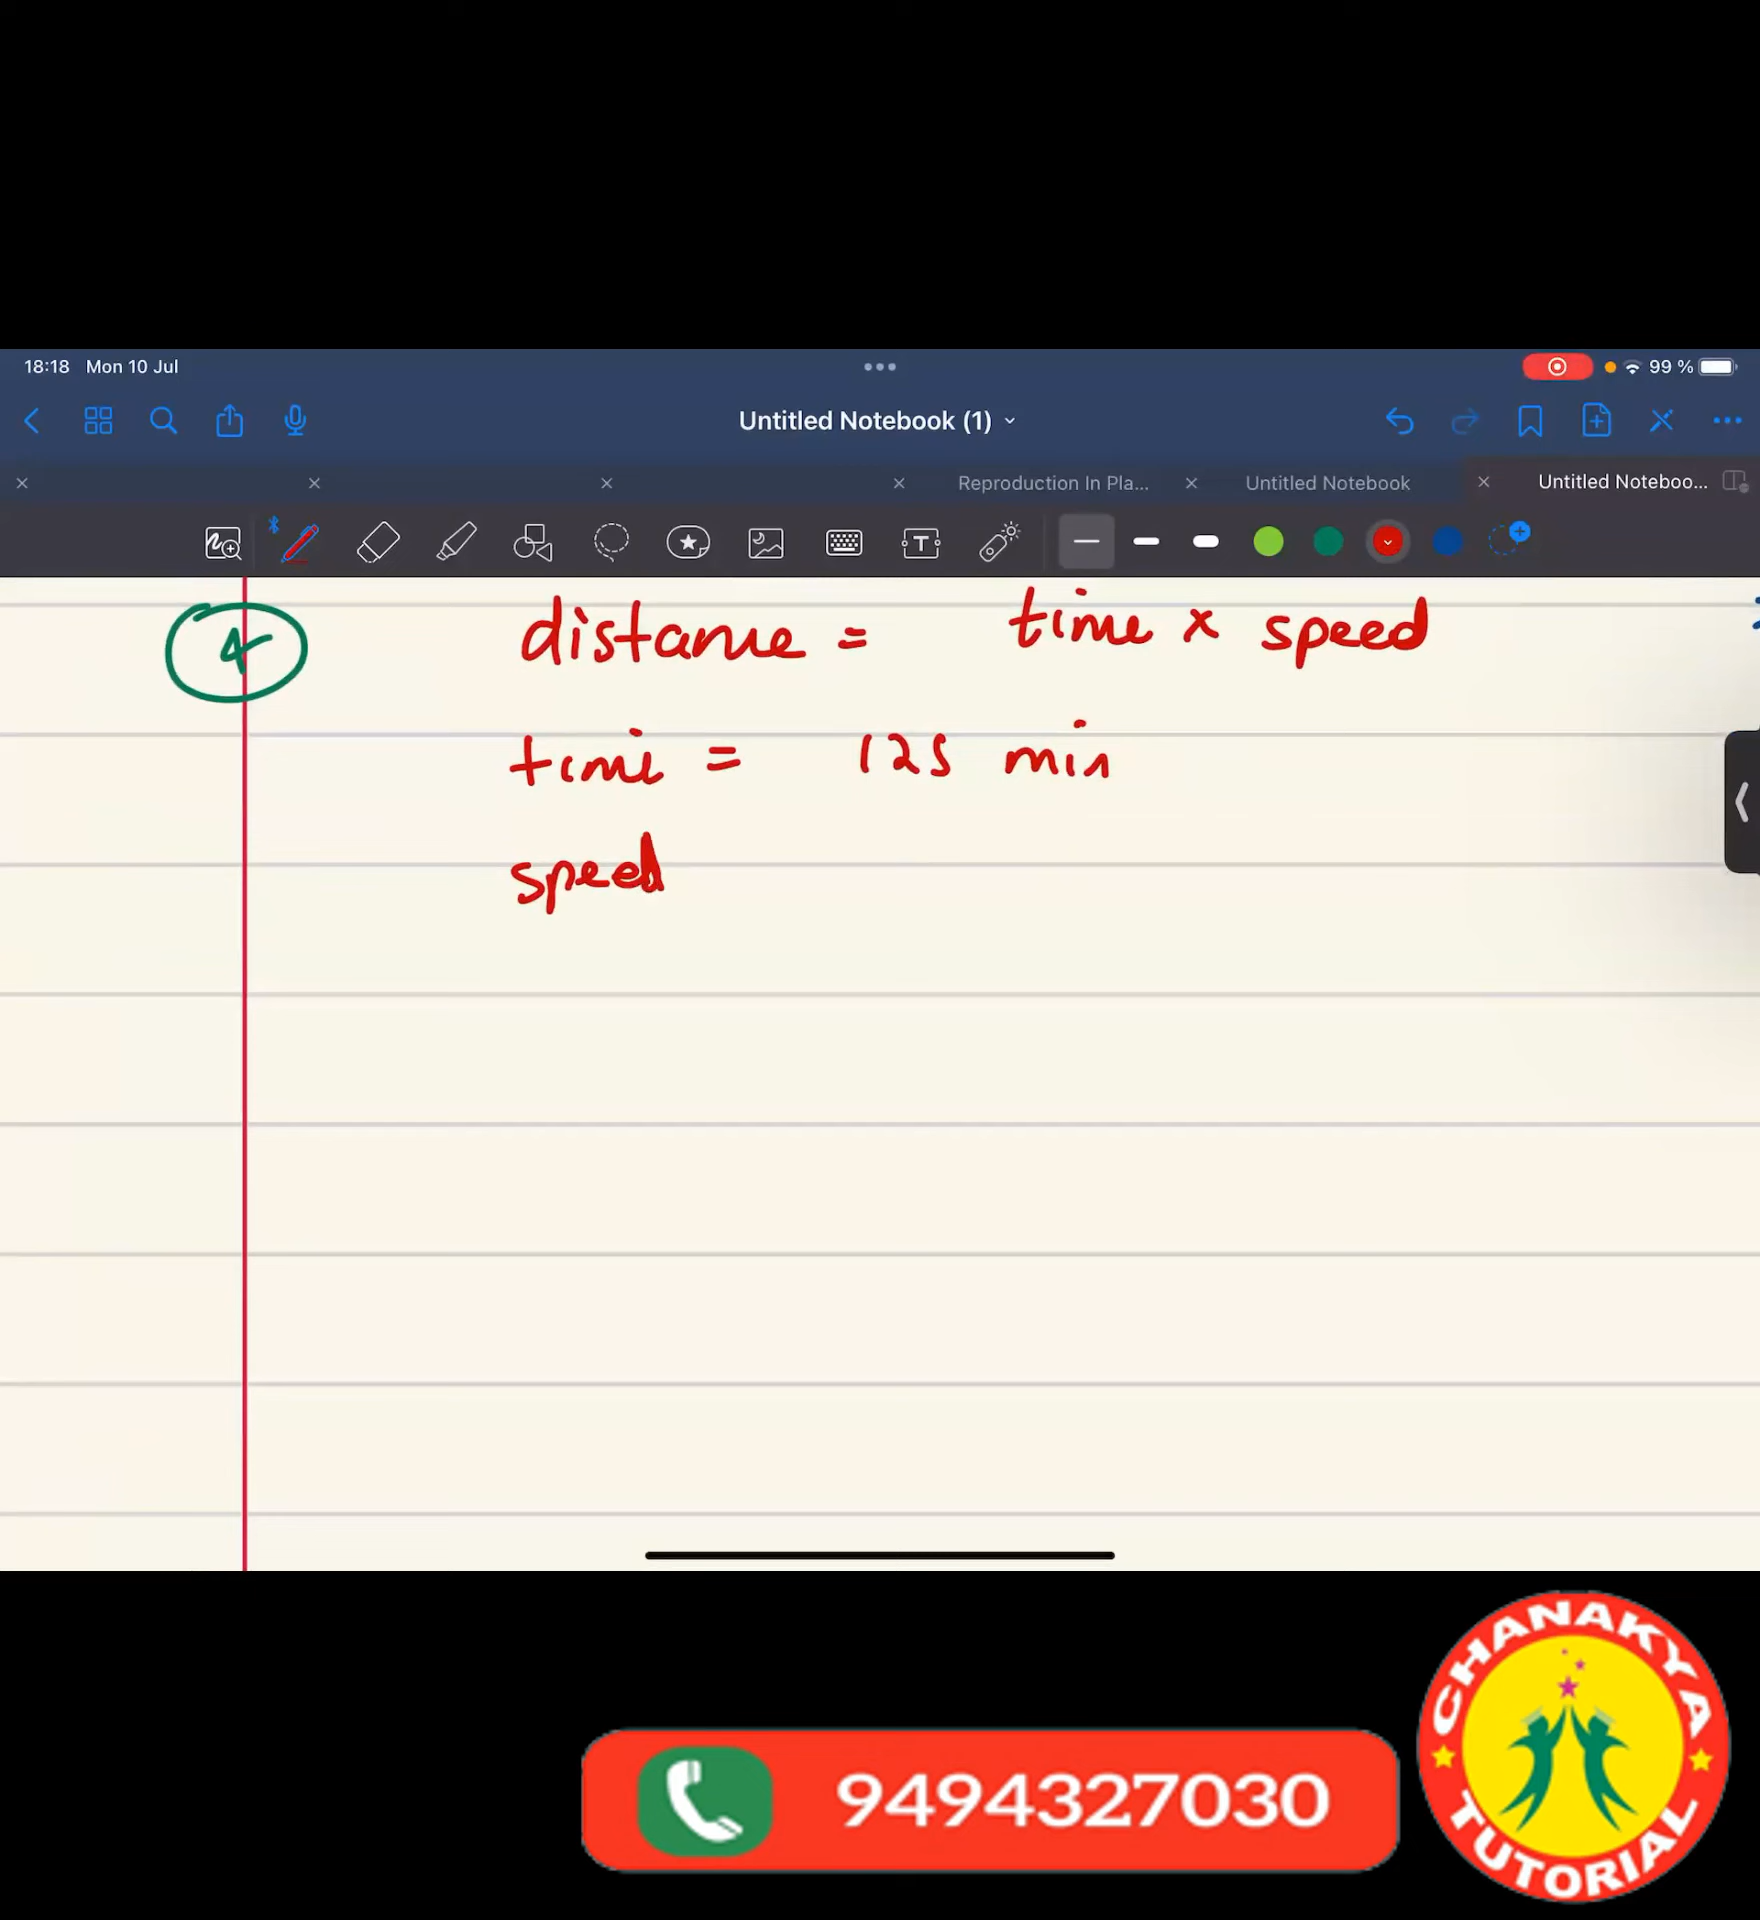 18:18 Mon 10 Jul
99 %
Untitled Notebook (1)
Reproduction In Pla...
Untitled Notebook
Untitled Noteboo...
4
distance = time x speed
time = 125 min
speed
9494327030
CHANAKYA
TUTORIAL